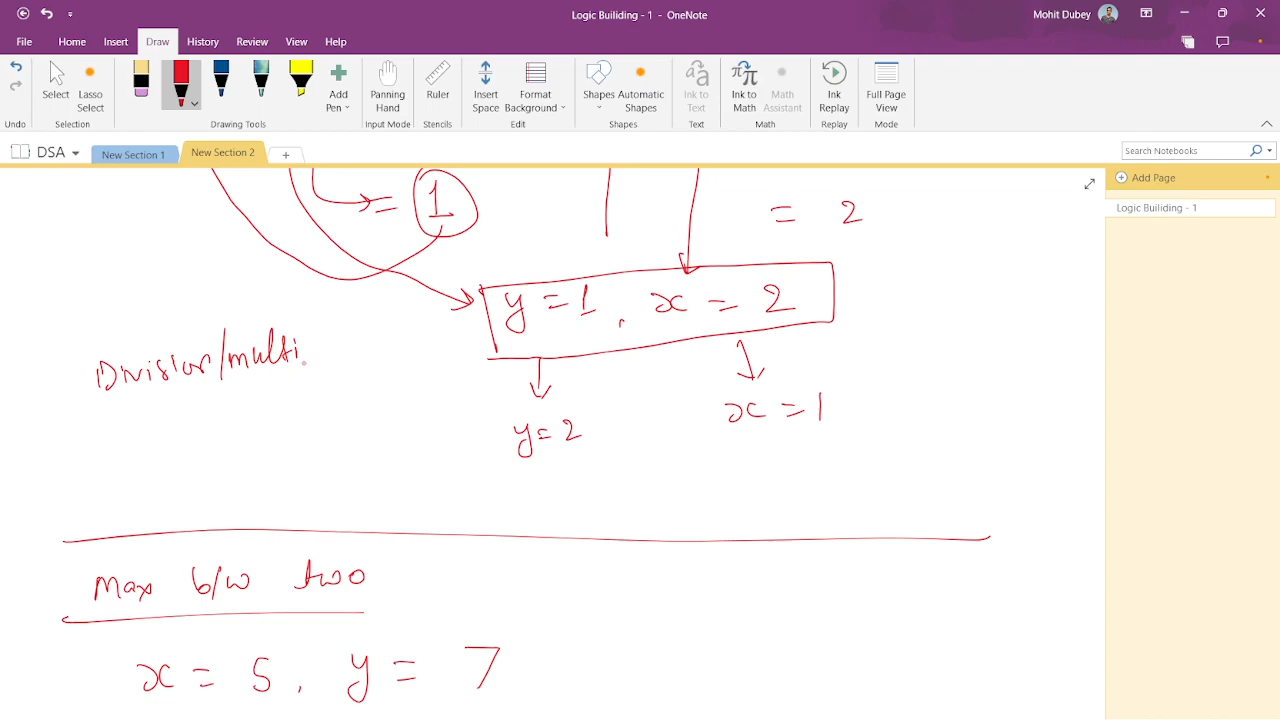 Logic Building - 1 - OneNote
Mohit Dubey
File Home Insert Draw History Review View Help
Undo
Select
Lasso Select
Selection
Drawing Tools
Add Pen
Panning Hand
Input Mode
Ruler
Stencils
Insert Space
Format Background
Edit
Shapes
Automatic Shapes
Shapes
Ink to Text
Text
Ink to Math
Math Assistant
Math
Ink Replay
Replay
Full Page View
Mode
DSA
New Section 1
New Section 2
Search Notebooks
Add Page
Logic Builiding - 1
= 1
= 2
y = 1, x = 2
Division/multi
y = 2
x = 1
Max b/w two
x = 5, y = 7